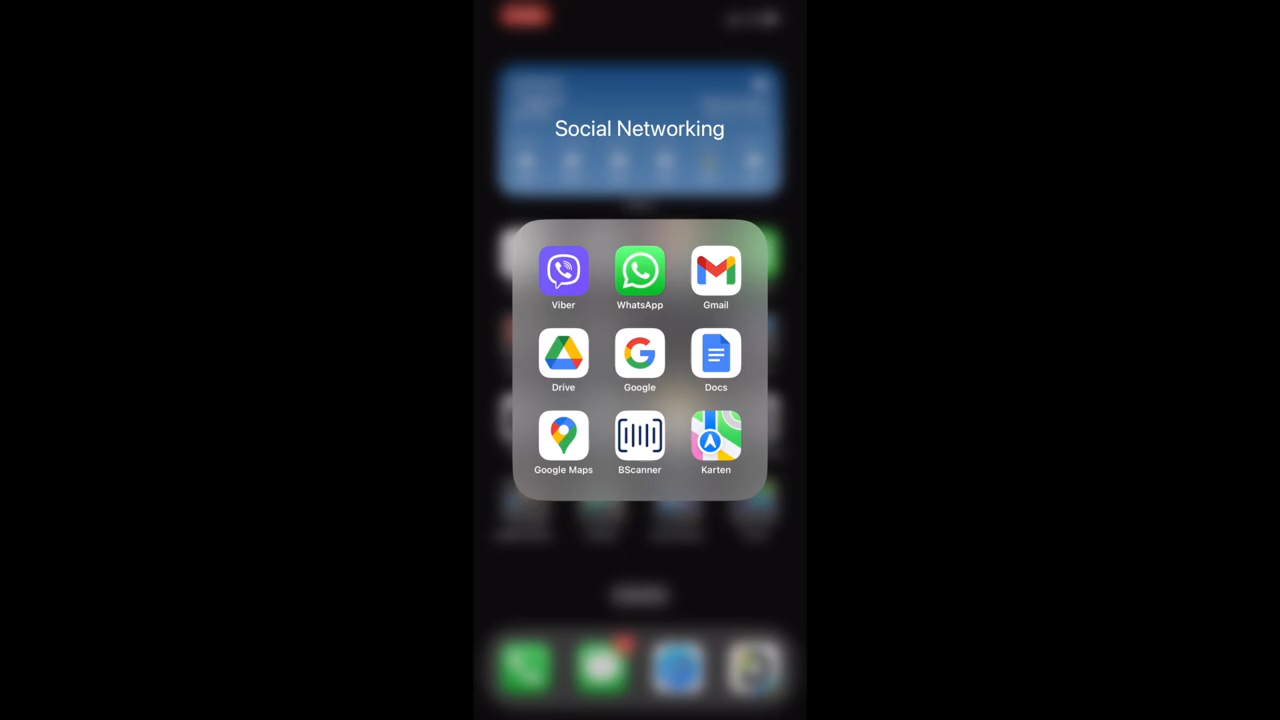 Social Networking
Viber
WhatsApp
Gmail
Drive
Google
Docs
Google Maps
BScanner
Karten